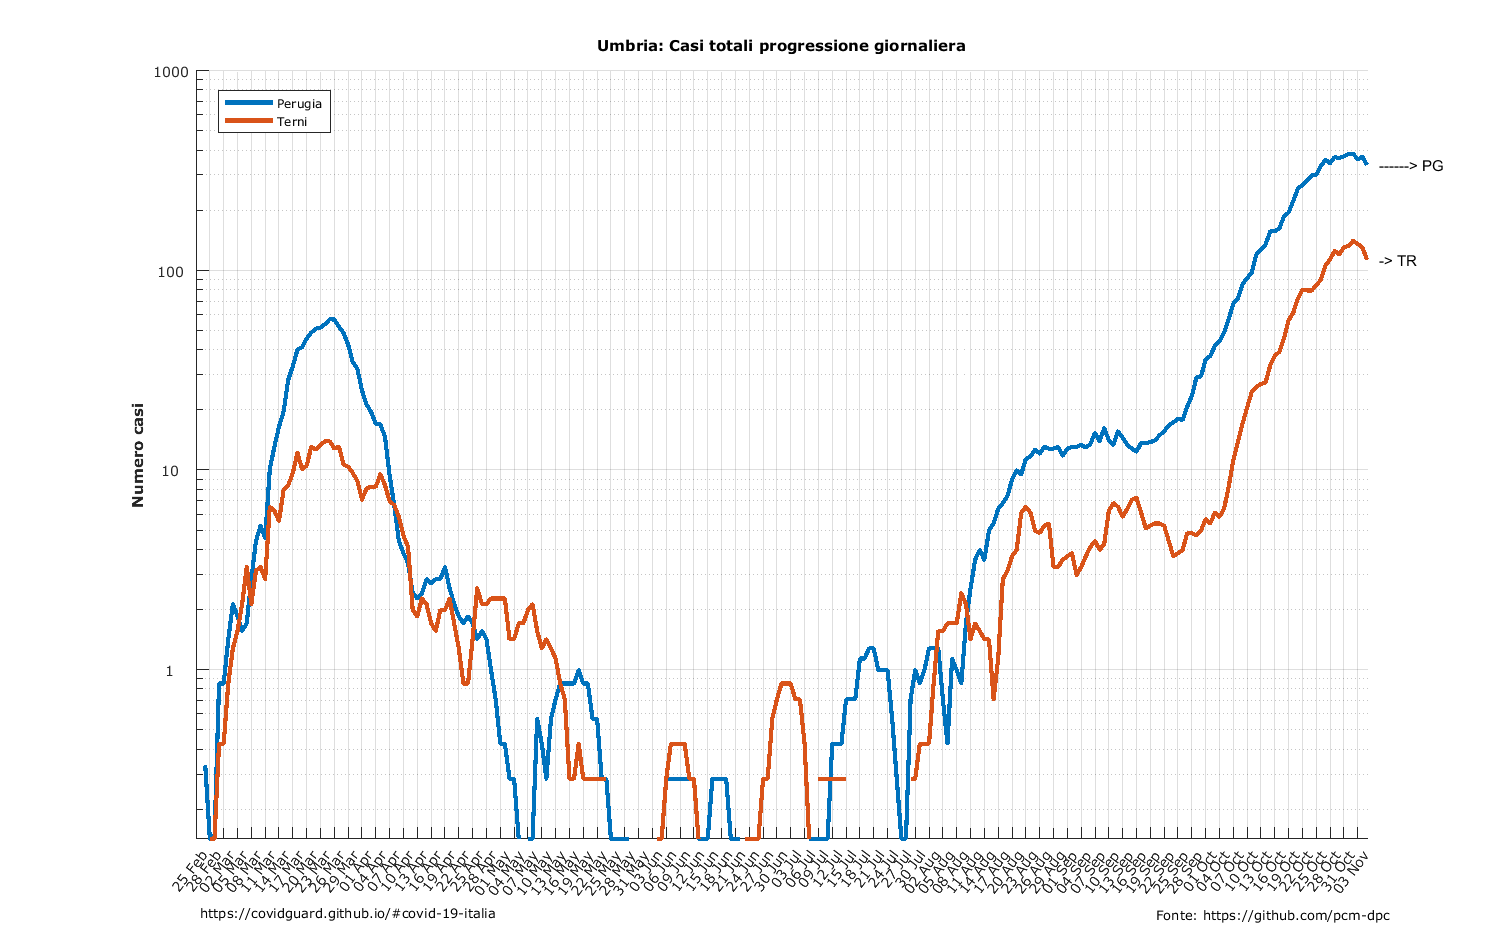 Umbria: Casi totali progressione giornaliera
1000
100
10
1
Numero casi
Perugia
Terni
------> PG
-> TR
25 Feb
28 Feb
02 Mar
05 Mar
08 Mar
11 Mar
14 Mar
17 Mar
20 Mar
23 Mar
26 Mar
29 Mar
01 Apr
04 Apr
07 Apr
10 Apr
13 Apr
16 Apr
19 Apr
22 Apr
25 Apr
28 Apr
01 May
04 May
07 May
10 May
13 May
16 May
19 May
22 May
25 May
28 May
31 May
03 Jun
06 Jun
09 Jun
12 Jun
15 Jun
18 Jun
21 Jun
24 Jun
27 Jun
30 Jun
03 Jul
06 Jul
09 Jul
12 Jul
15 Jul
18 Jul
21 Jul
24 Jul
27 Jul
30 Jul
02 Aug
05 Aug
08 Aug
11 Aug
14 Aug
17 Aug
20 Aug
23 Aug
26 Aug
29 Aug
01 Sep
04 Sep
07 Sep
10 Sep
13 Sep
16 Sep
19 Sep
22 Sep
25 Sep
28 Sep
01 Oct
04 Oct
07 Oct
10 Oct
13 Oct
16 Oct
19 Oct
22 Oct
25 Oct
28 Oct
31 Oct
03 Nov
https://covidguard.github.io/#covid-19-italia
Fonte: https://github.com/pcm-dpc